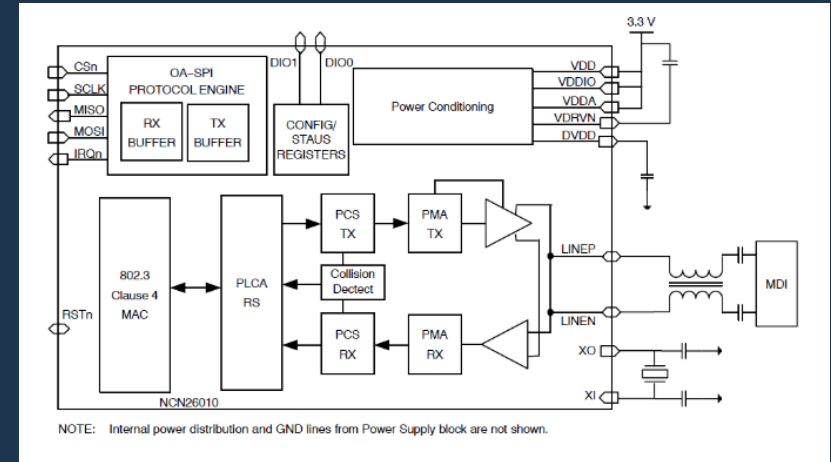 3.3 V
CSn
SCLK
MISO
MOSI
IRQn
OA-SPI
PROTOCOL ENGINE
RX
BUFFER
TX
BUFFER
DIO1
DIO0
CONFIG/
STAUS
REGISTERS
Power Conditioning
VDD
VDDIO
VDDA
VDRVN
DVDD
802.3
Clause 4
MAC
PLCA
RS
PCS
TX
PMA
TX
Collision
Dectect
PCS
RX
PMA
RX
LINEP
LINEN
MDI
RSTn
XO
XI
NCN26010
NOTE: Internal power distribution and GND lines from Power Supply block are not shown.